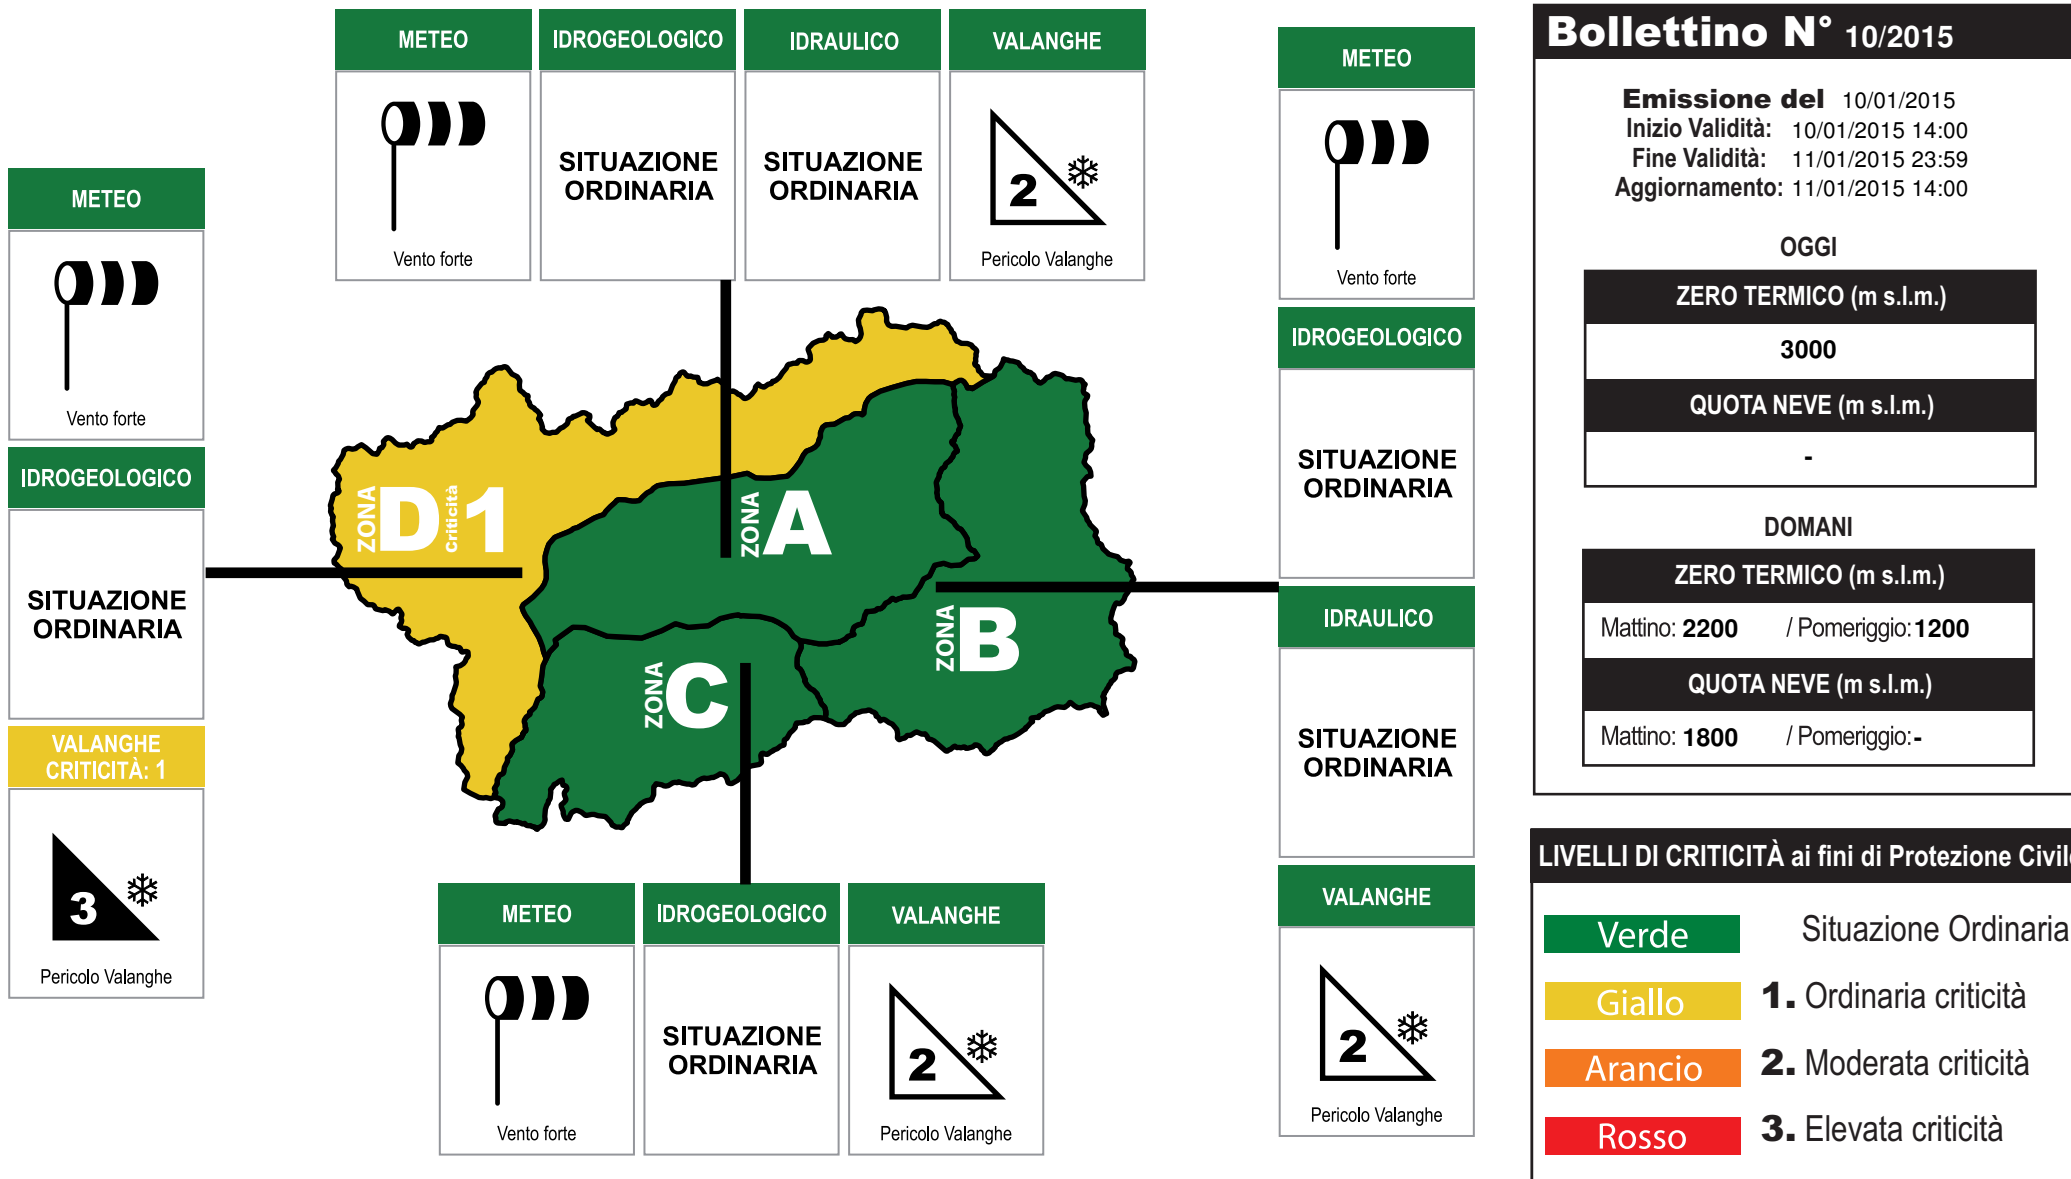 METEO
Vento forte
IDROGEOLOGICO
SITUAZIONE
ORDINARIA
VALANGHE
CRITICITÀ: 1
3
Pericolo Valanghe
METEO
IDROGEOLOGICO
IDRAULICO
VALANGHE
Vento forte
SITUAZIONE
ORDINARIA
SITUAZIONE
ORDINARIA
2
Pericolo Valanghe
ZONA D Criticità 1
ZONA A
ZONA B
ZONA C
METEO
IDROGEOLOGICO
VALANGHE
Vento forte
SITUAZIONE
ORDINARIA
2
Pericolo Valanghe
METEO
Vento forte
IDROGEOLOGICO
SITUAZIONE
ORDINARIA
IDRAULICO
SITUAZIONE
ORDINARIA
VALANGHE
2
Pericolo Valanghe
Bollettino N° 10/2015
Emissione del 10/01/2015
Inizio Validità: 10/01/2015 14:00
Fine Validità: 11/01/2015 23:59
Aggiornamento: 11/01/2015 14:00
OGGI
ZERO TERMICO (m s.l.m.)
3000
QUOTA NEVE (m s.l.m.)
-
DOMANI
ZERO TERMICO (m s.l.m.)
Mattino: 2200 / Pomeriggio: 1200
QUOTA NEVE (m s.l.m.)
Mattino: 1800 / Pomeriggio: -
LIVELLI DI CRITICITÀ ai fini di Protezione Civile
Verde Situazione Ordinaria
Giallo 1. Ordinaria criticità
Arancio 2. Moderata criticità
Rosso 3. Elevata criticità